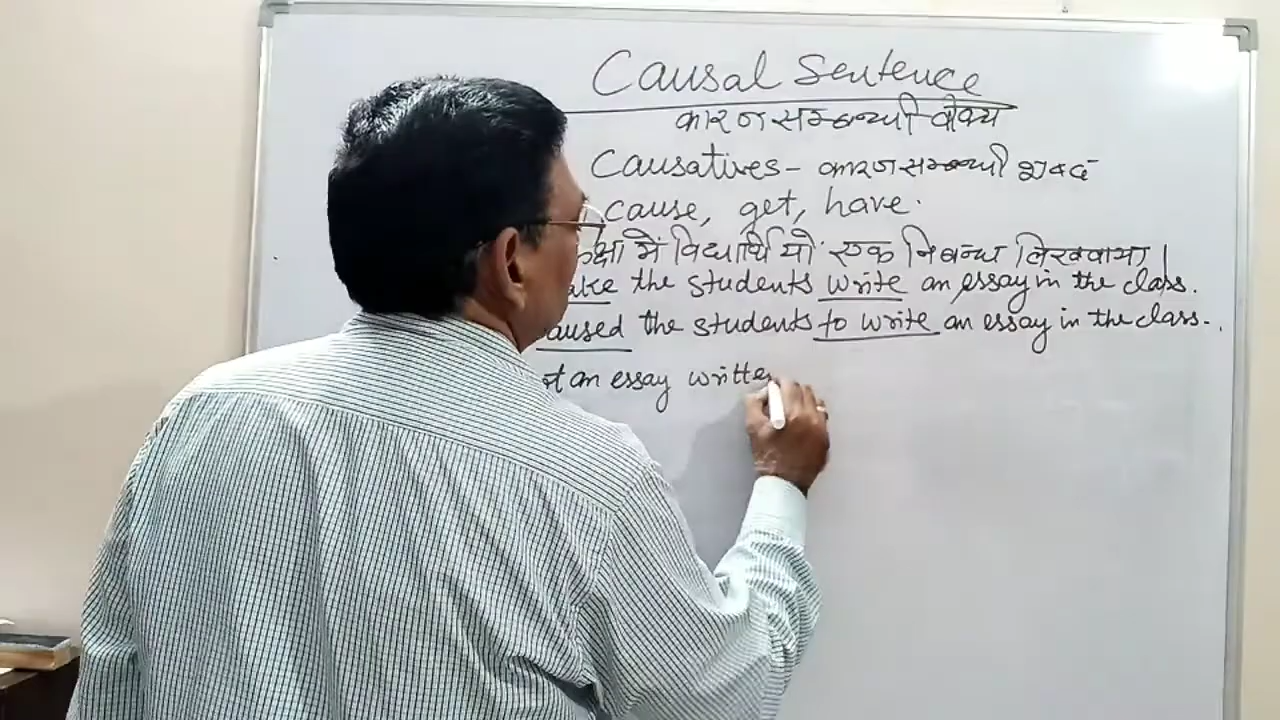 Causal Sentence
कारण सम्बन्धी वाक्य
Causatives - कारण सम्बन्धी शब्द
cause, get, have.
में विद्यार्थियों एक निबन्ध लिखवाया।
the students write an essay in the class.
the students to write an essay in the class.
an essay writte